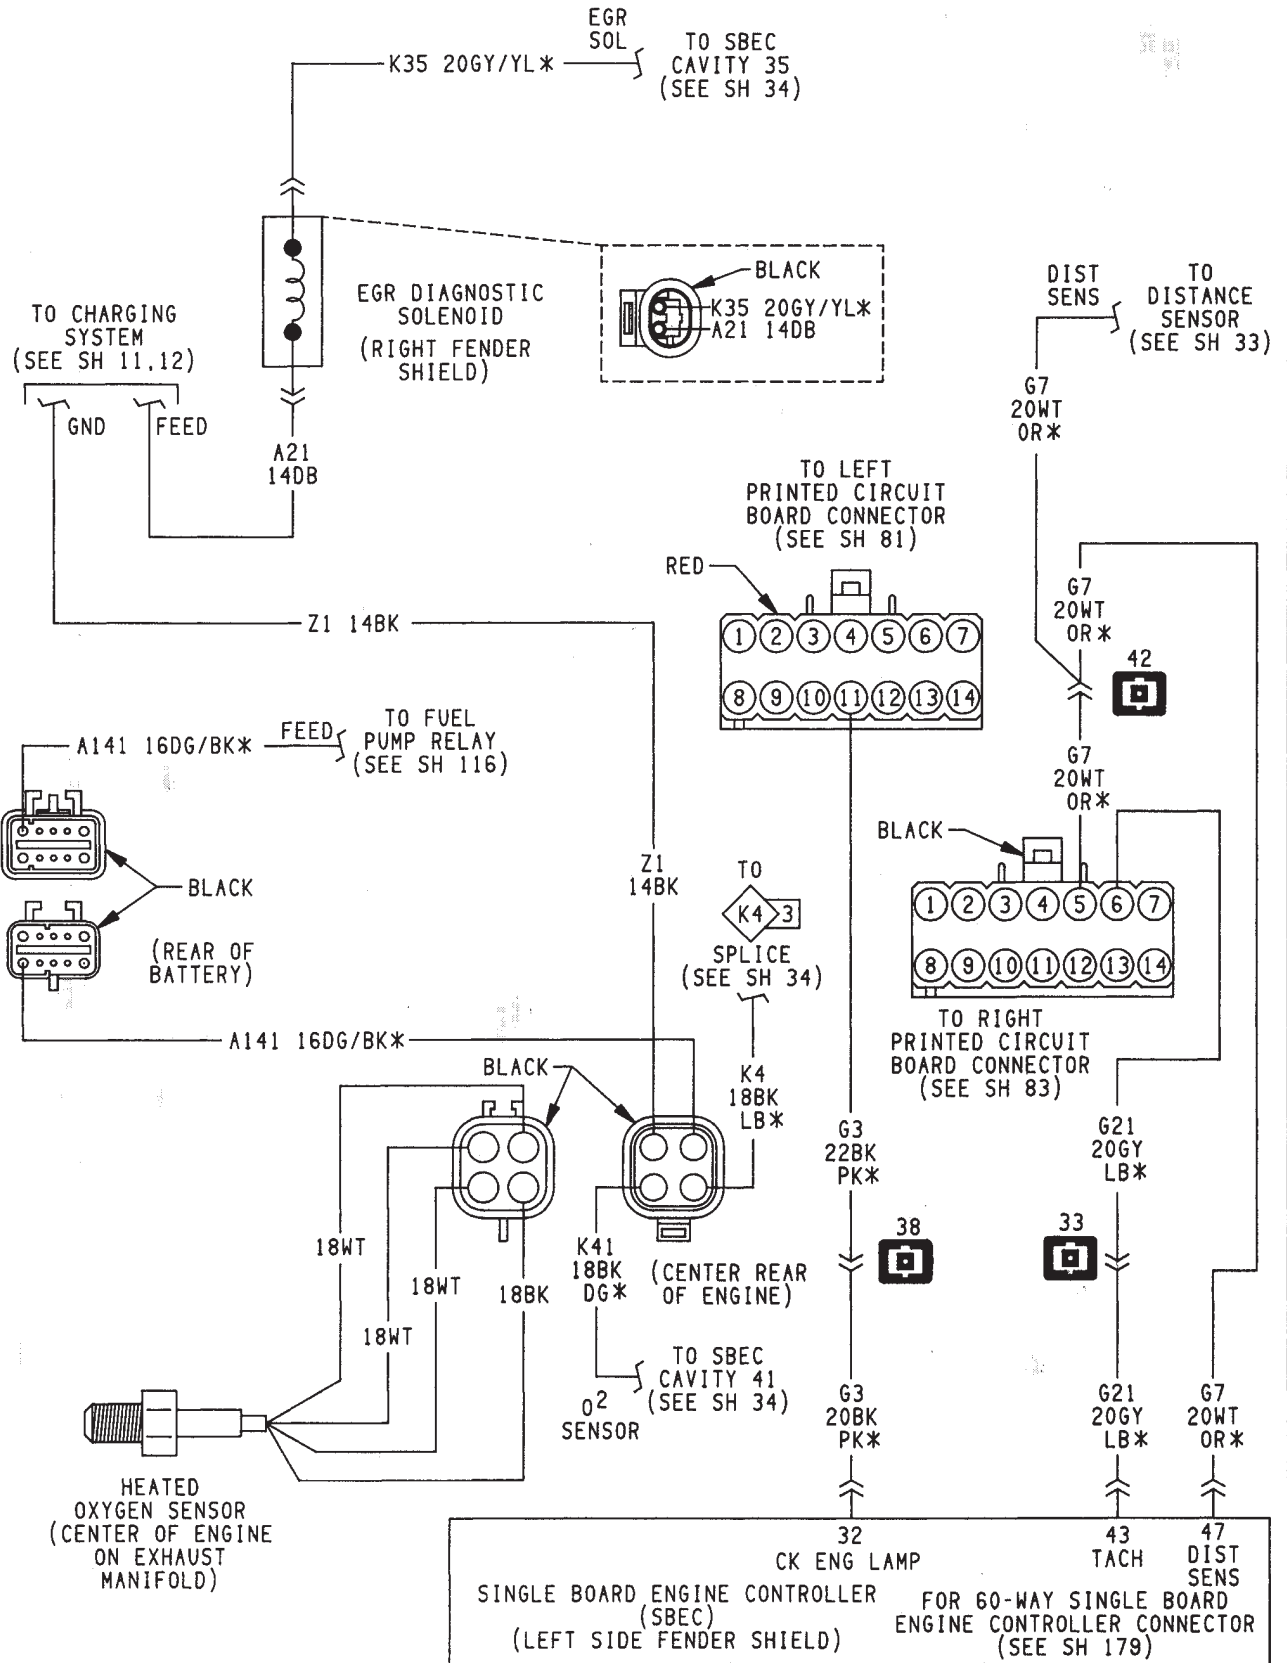 EGR
SOL
TO SBEC
CAVITY 35
(SEE SH 34)
K35 20GY/YL*
BLACK
K35 20GY/YL*
A21 14DB
EGR DIAGNOSTIC
SOLENOID
(RIGHT FENDER
SHIELD)
TO CHARGING
SYSTEM
(SEE SH 11,12)
GND
FEED
A21
14DB
DIST
SENS
TO
DISTANCE
SENSOR
(SEE SH 33)
G7
20WT
OR*
TO LEFT
PRINTED CIRCUIT
BOARD CONNECTOR
(SEE SH 81)
RED
1 2 3 4 5 6 7
8 9 10 11 12 13 14
G7
20WT
OR*
42
G7
20WT
OR*
Z1 14BK
A141 16DG/BK*
FEED
TO FUEL
PUMP RELAY
(SEE SH 116)
BLACK
(REAR OF
BATTERY)
Z1
14BK
TO
K4 3
SPLICE
(SEE SH 34)
BLACK
1 2 3 4 5 6 7
8 9 10 11 12 13 14
TO RIGHT
PRINTED CIRCUIT
BOARD CONNECTOR
(SEE SH 83)
A141 16DG/BK*
BLACK
K4
18BK
LB*
G3
22BK
PK*
G21
20GY
LB*
38
33
18WT
18WT
18WT
18BK
K41
18BK
DG*
(CENTER REAR
OF ENGINE)
TO SBEC
CAVITY 41
(SEE SH 34)
O2
SENSOR
G3
20BK
PK*
G21
20GY
LB*
G7
20WT
OR*
HEATED
OXYGEN SENSOR
(CENTER OF ENGINE
ON EXHAUST
MANIFOLD)
32
CK ENG LAMP
43
TACH
47
DIST
SENS
SINGLE BOARD ENGINE CONTROLLER
(SBEC)
(LEFT SIDE FENDER SHIELD)
FOR 60-WAY SINGLE BOARD
ENGINE CONTROLLER CONNECTOR
(SEE SH 179)